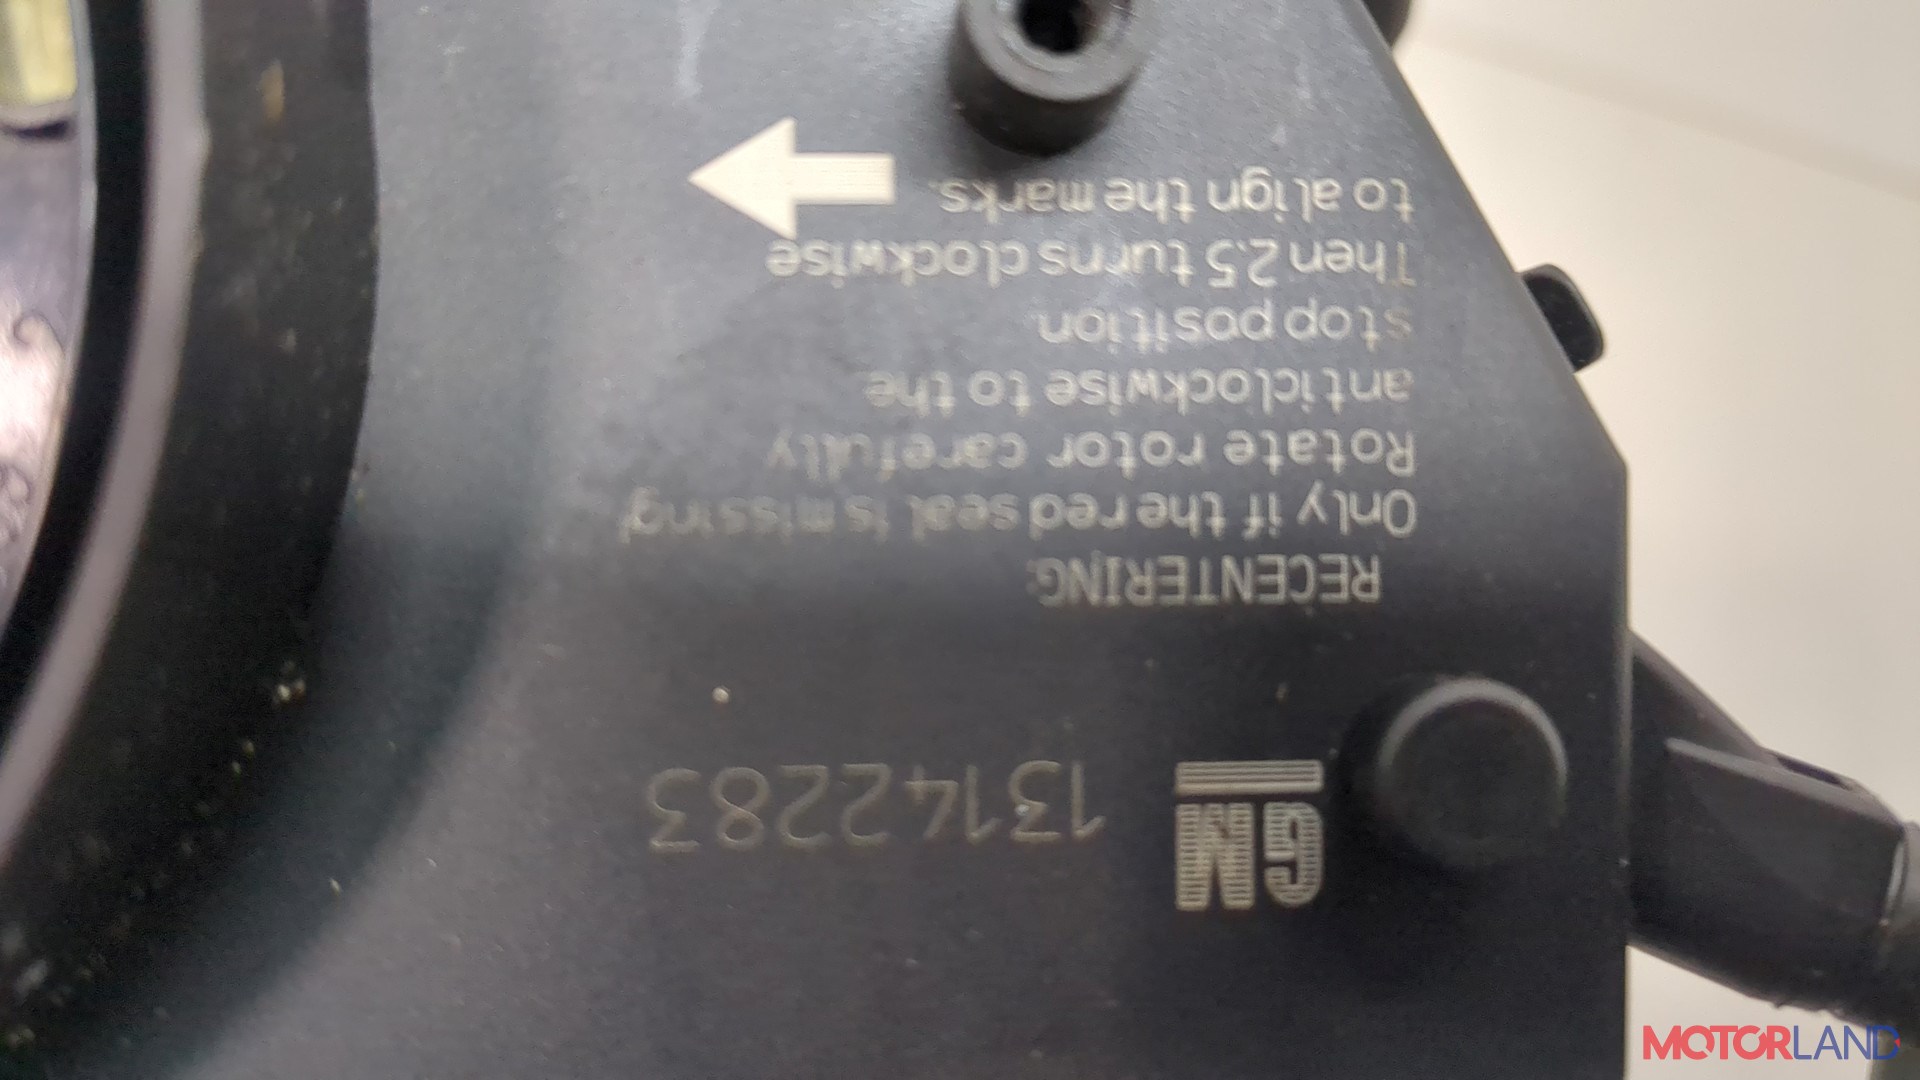 GM
13142283
RECENTERING:
Only if the red seal is missing!
Rotate rotor carefully
anticlockwise to the
stop position.
Then 2.5 turns clockwise
to align the marks.
MOTORLAND